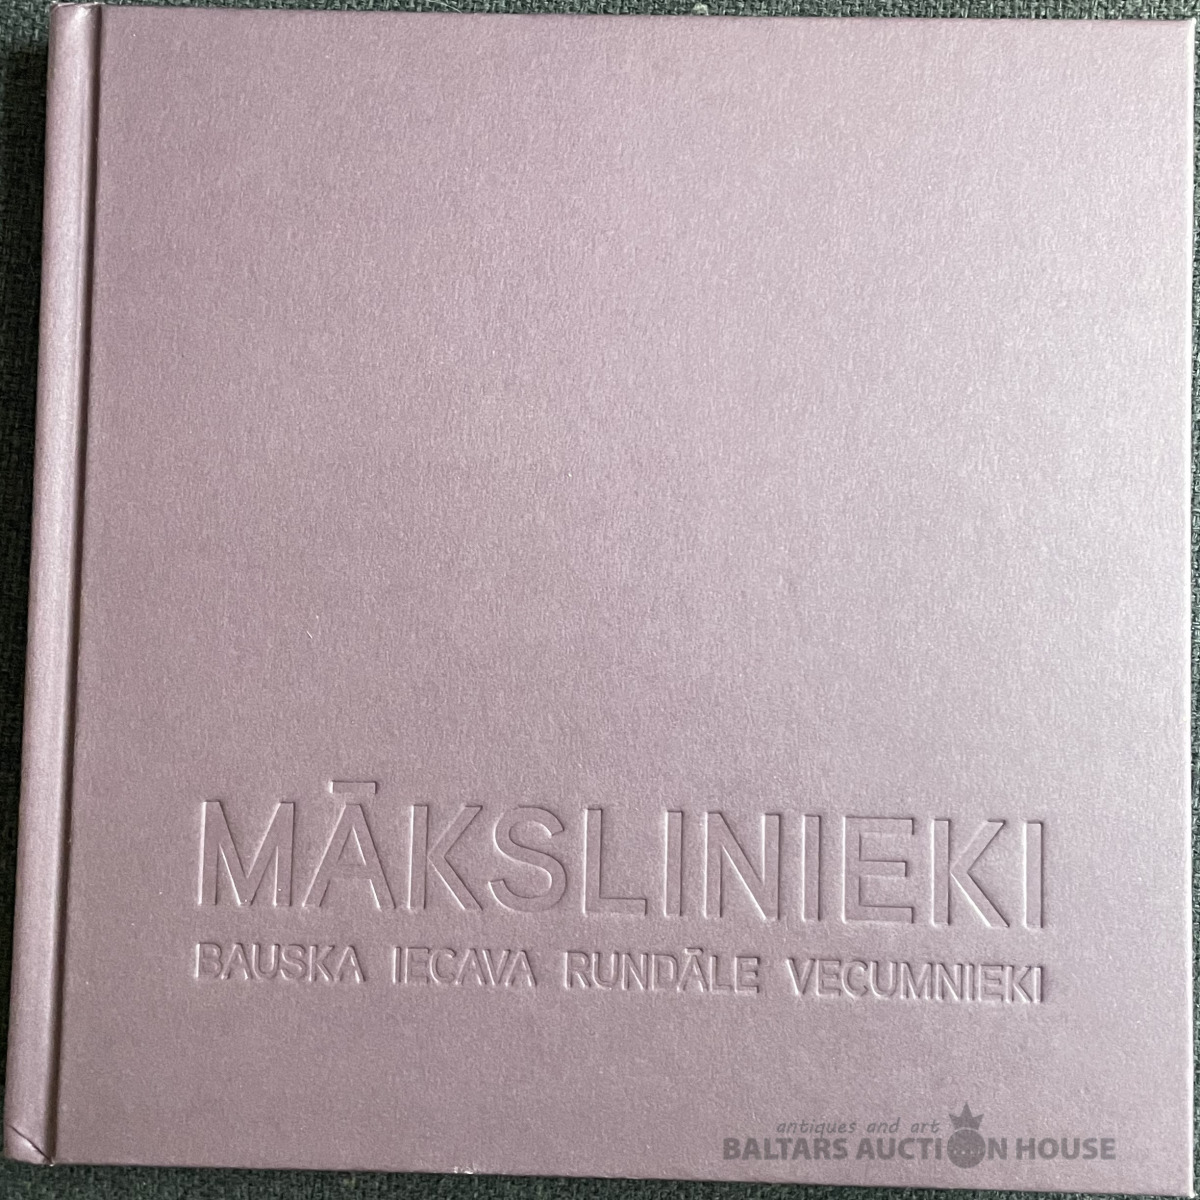 MĀKSLINIEKI
BAUSKA IECAVA RUNDĀLE VECUMNIEKI
antiques and art
BALTARS AUCTION HOUSE